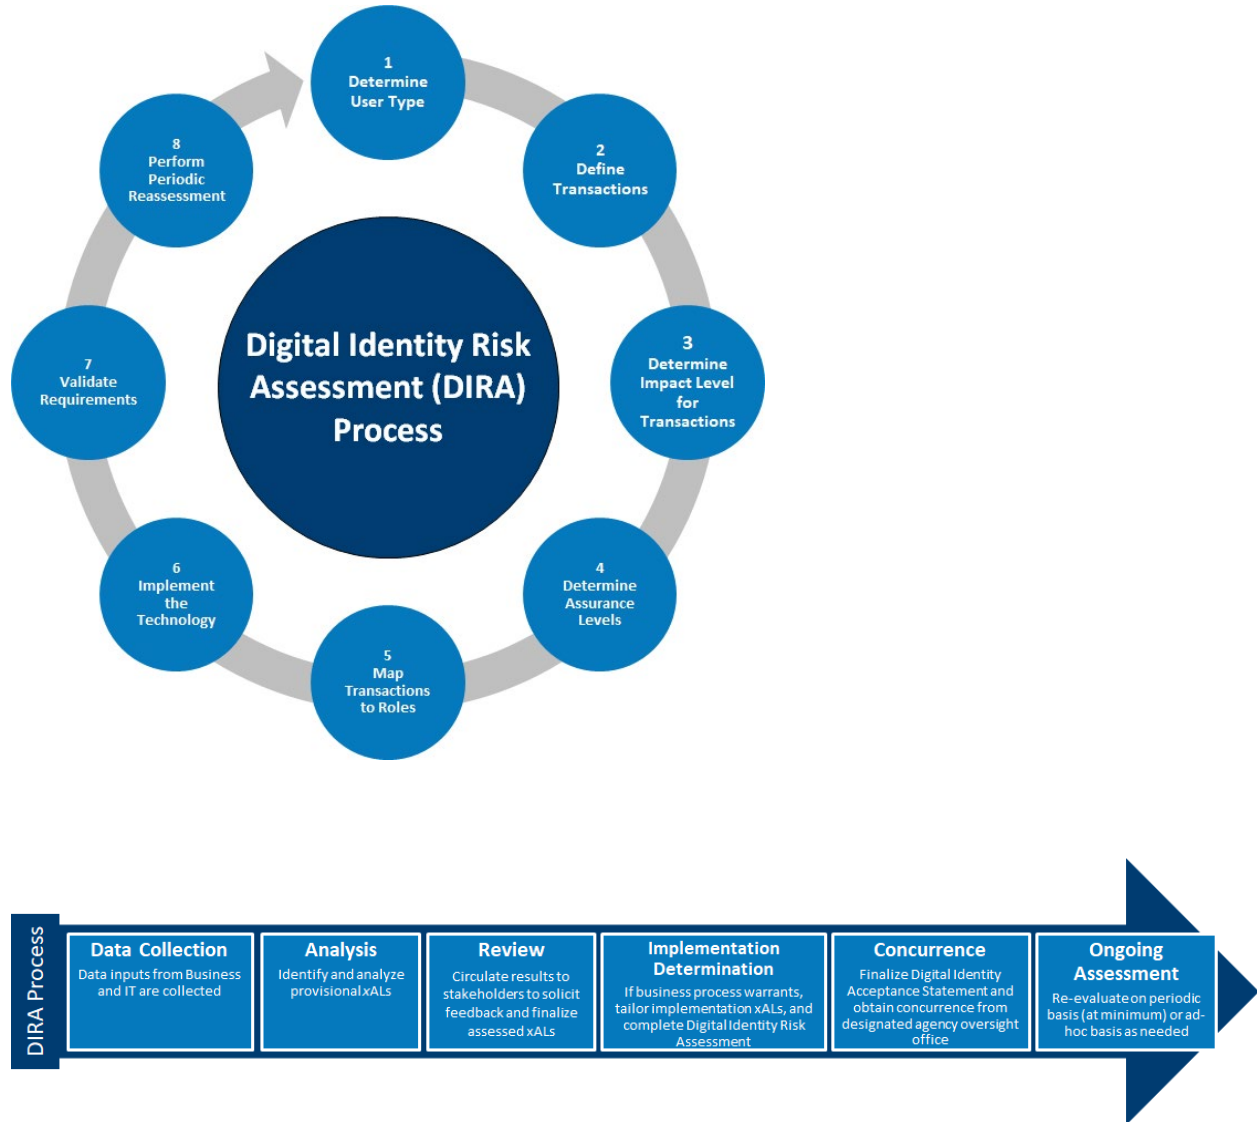 1
Determine
User Type
2
Define
Transactions
3
Determine
Impact Level
for
Transactions
4
Determine
Assurance
Levels
5
Map
Transactions
to Roles
6
Implement
the
Technology
7
Validate
Requirements
8
Perform
Periodic
Reassessment
Digital Identity Risk
Assessment (DIRA)
Process
DIRA Process
Data Collection
Data inputs from Business
and IT are collected
Analysis
Identify and analyze
provisional xALs
Review
Circulate results to
stakeholders to solicit
feedback and finalize
assessed xALs
Implementation
Determination
If business process warrants,
tailor implementation xALs, and
complete Digital Identity Risk
Assessment
Concurrence
Finalize Digital Identity
Acceptance Statement and
obtain concurrence from
designated agency oversight
office
Ongoing
Assessment
Re-evaluate on periodic
basis (at minimum) or ad-
hoc basis as needed